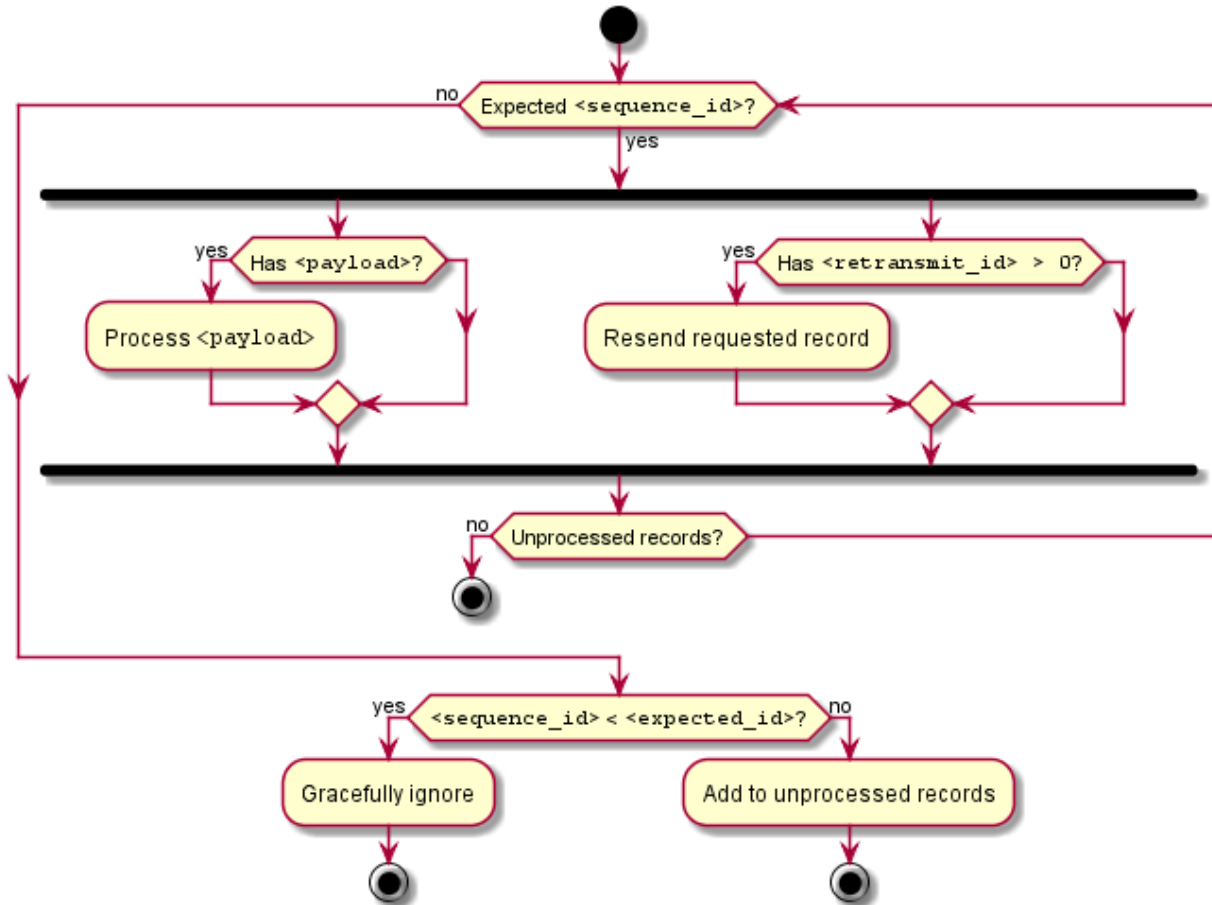 no
Expected <sequence_id>?
yes
yes
Has <payload>?
yes
Has <retransmit_id> > 0?
Process <payload>
Resend requested record
no
Unprocessed records?
yes
<sequence_id> < <expected_id>?
no
Gracefully ignore
Add to unprocessed records